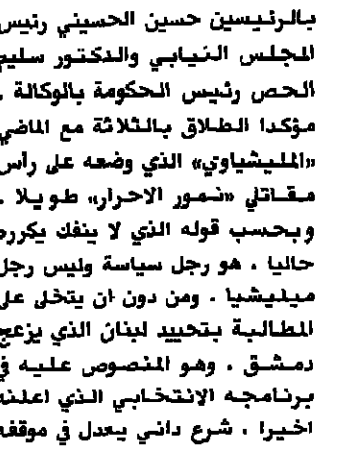 بالرئيسين حسين الحسيني رئيس
المجلس النيابي والدكتور سليم
الحص رئيس الحكومة بالوكالة .
مؤكدا الطلاق بالثلاثة مع الماضي
«المليشياوي» الذي وضعه على رأس
مقاتلي «نمور الاحرار» طويلا .
وبحسب قوله الذي لا ينفك يكرره
حاليا . هو رجل سياسة وليس رجل
ميليشيا . ومن دون ان يتخلى على
المطالبة بتحييد لبنان الذي يزعج
دمشق . وهو المنصوص عليه في
برنامجه الانتخابي الذي اعلنه
اخيرا . شرع داني يعدل في موقفه